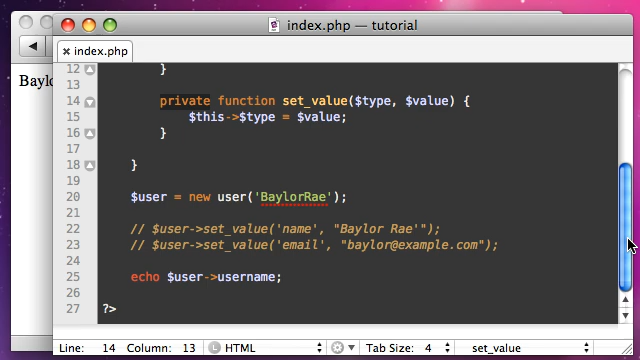 index.php — tutorial
× index.php
Baylo
12 }
13
14 private function set_value($type, $value) {
15 $this->$type = $value;
16 }
17
18 }
19
20 $user = new user('BaylorRae');
21
22 // $user->set_value('name', "Baylor Rae'");
23 // $user->set_value('email', "baylor@example.com");
24
25 echo $user->username;
26
27 ?>
Line: 14 Column: 13 L HTML Tab Size: 4 set_value